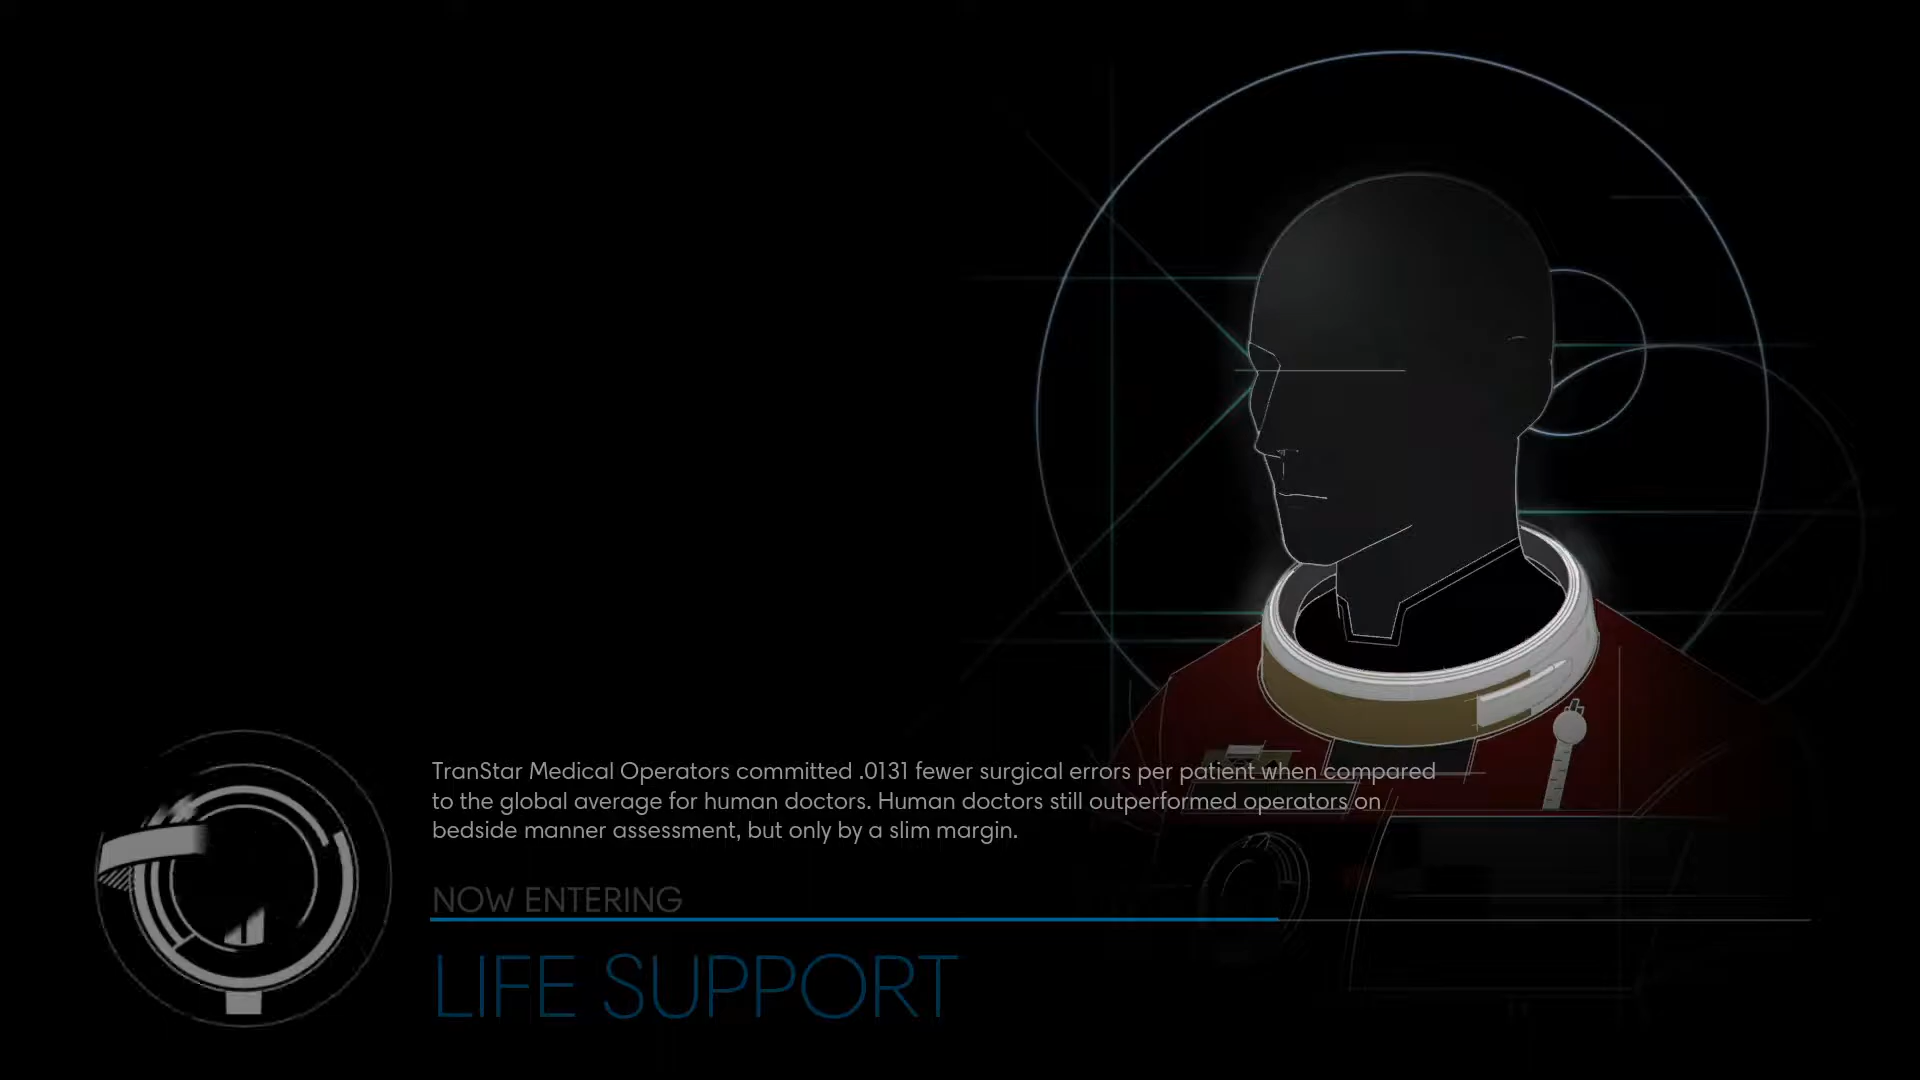 TranStar Medical Operators committed .0131 fewer surgical errors per patient when compared
to the global average for human doctors. Human doctors still outperformed operators on
bedside manner assessment, but only by a slim margin.
NOW ENTERING
LIFE SUPPORT